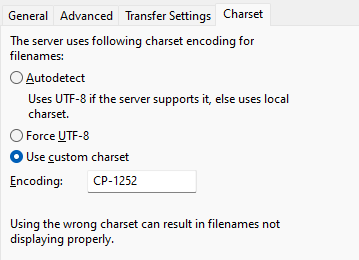 General Advanced Transfer Settings Charset
The server uses following charset encoding for
filenames:
Autodetect
Uses UTF-8 if the server supports it, else uses local
charset.
Force UTF-8
Use custom charset
Encoding: CP-1252
Using the wrong charset can result in filenames not
displaying properly.